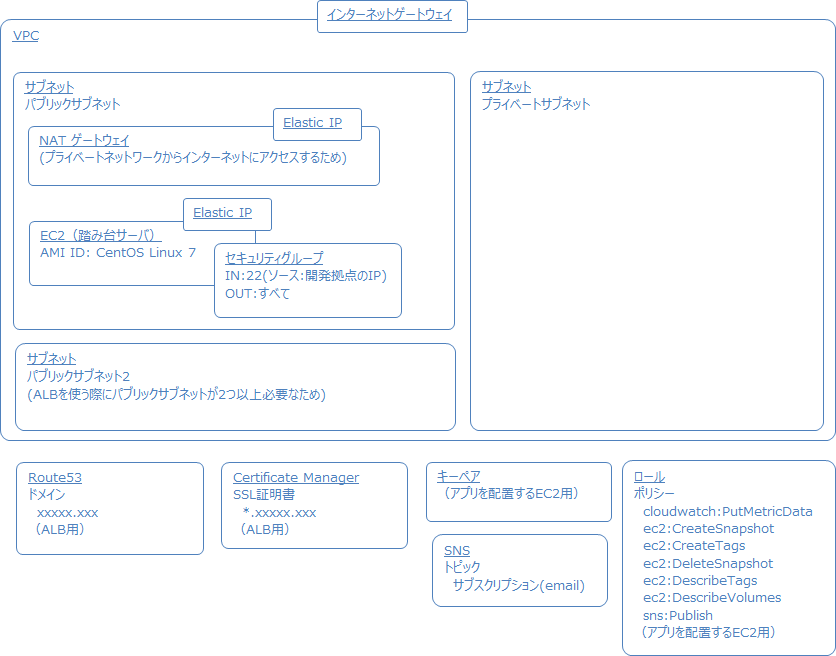 インターネットゲートウェイ
VPC
サブネット
パブリックサブネット
Elastic IP
NAT ゲートウェイ
(プライベートネットワークからインターネットにアクセスするため)
Elastic IP
EC2（踏み台サーバ）
AMI ID: CentOS Linux 7
セキュリティグループ
IN:22(ソース:開発拠点のIP)
OUT:すべて
サブネット
プライベートサブネット
サブネット
パブリックサブネット2
(ALBを使う際にパブリックサブネットが2つ以上必要なため)
Route53
ドメイン
xxxxx.xxx
（ALB用）
Certificate Manager
SSL証明書
*.xxxxx.xxx
（ALB用）
キーペア
（アプリを配置するEC2用）
SNS
トピック
サブスクリプション(email)
ロール
ポリシー
cloudwatch:PutMetricData
ec2:CreateSnapshot
ec2:CreateTags
ec2:DeleteSnapshot
ec2:DescribeTags
ec2:DescribeVolumes
sns:Publish
（アプリを配置するEC2用）